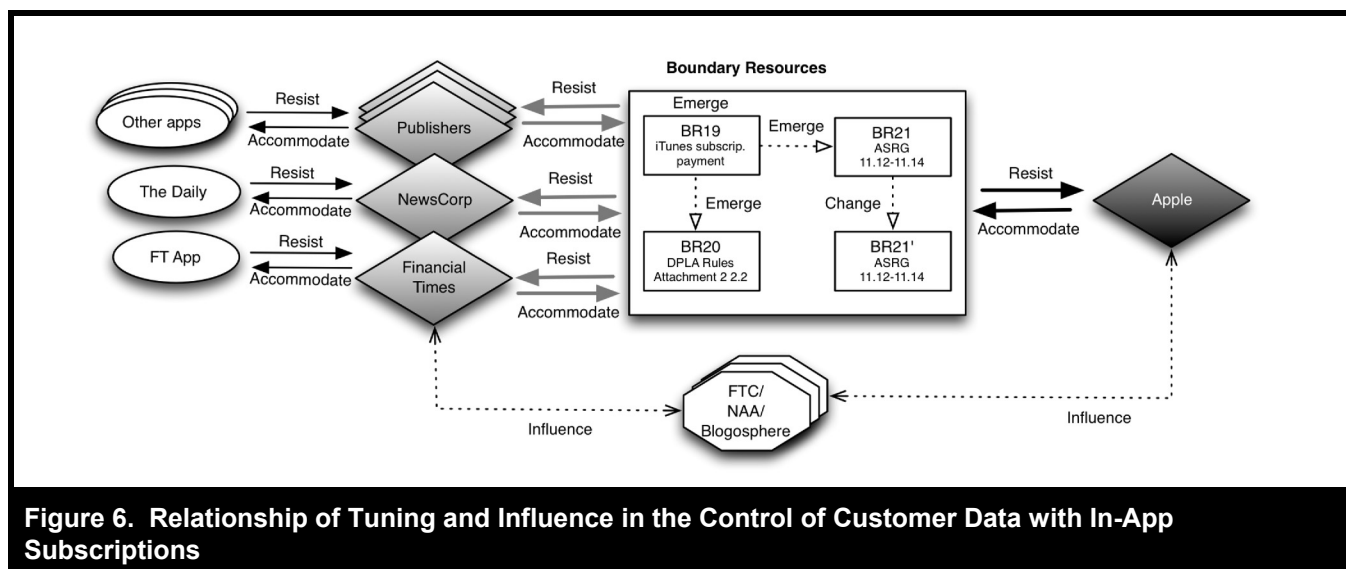 Boundary Resources
Other apps
Resist
Accommodate
Publishers
Resist
Accommodate
The Daily
Resist
Accommodate
NewsCorp
Resist
Accommodate
FT App
Resist
Accommodate
Financial
Times
Resist
Accommodate
Emerge
BR19
iTunes subscrip.
payment
Emerge
BR21
ASRG
11.12-11.14
Emerge
Change
BR20
DPLA Rules
Attachment 2 2.2
BR21'
ASRG
11.12-11.14
Resist
Accommodate
Apple
FTC/
NAA/
Blogosphere
Influence
Influence
Figure 6. Relationship of Tuning and Influence in the Control of Customer Data with In-App
Subscriptions